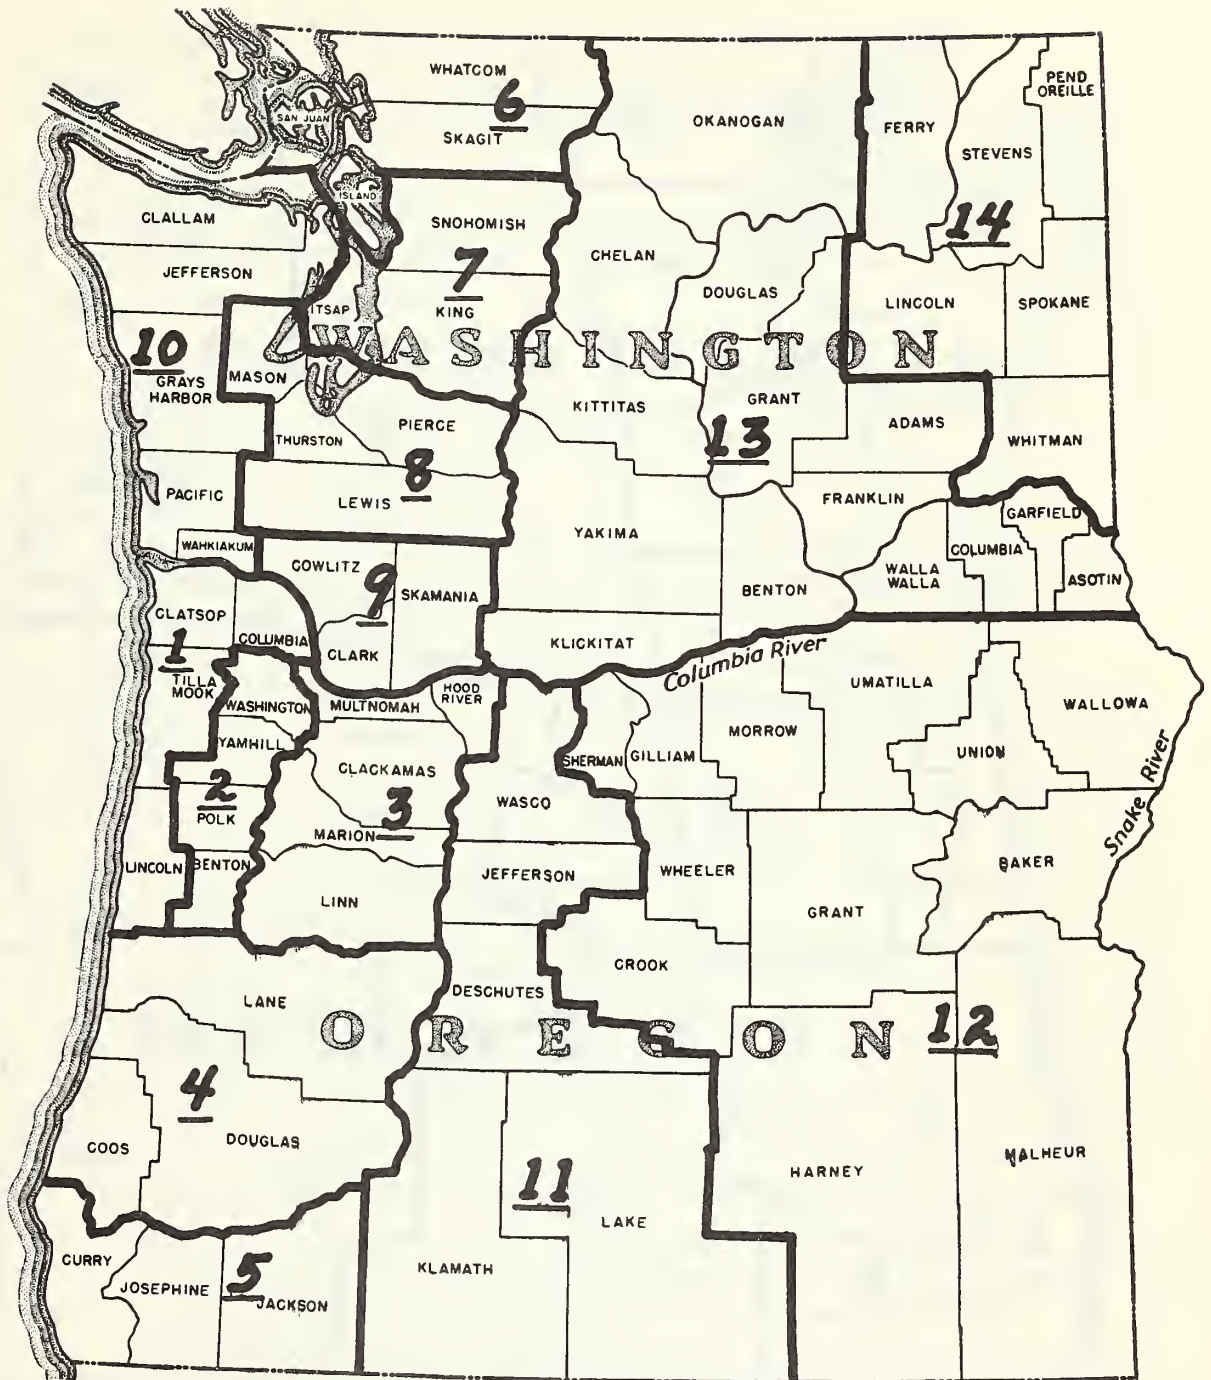 WHATCOM
6
SKAGIT
SAN JUAN
OKANOGAN
FERRY
PEND
OREILLE
STEVENS
14
ISLAND
CLALLAM
SNOHOMISH
7
KING
CHELAN
DOUGLAS
LINCOLN
SPOKANE
JEFFERSON
ITSAP
WASHINGTON
10
GRAYS
HARBOR
MASON
KITTITAS
GRANT
13
ADAMS
WHITMAN
THURSTON
PIERCE
8
LEWIS
PACIFIC
FRANKLIN
GARFIELD
YAKIMA
WAHKIAKUM
COWLITZ
9
SKAMANIA
BENTON
WALLA
WALLA
COLUMBIA
ASOTIN
CLATSOP
1
TILLA
MOOK
COLUMBIA
CLARK
KLICKITAT
Columbia River
HOOD
RIVER
WASHINGTON
MULTNOMAH
UMATILLA
WALLOWA
YAMHILL
CLACKAMAS
SHERMAN
GILLIAM
MORROW
UNION
Snake River
2
POLK
MARION
3
WASCO
LINCOLN
BENTON
LINN
JEFFERSON
WHEELER
GRANT
BAKER
LANE
DESCHUTES
CROOK
OREGON
12
4
COOS
DOUGLAS
11
LAKE
HARNEY
MALHEUR
CURRY
JOSEPHINE
5
JACKSON
KLAMATH